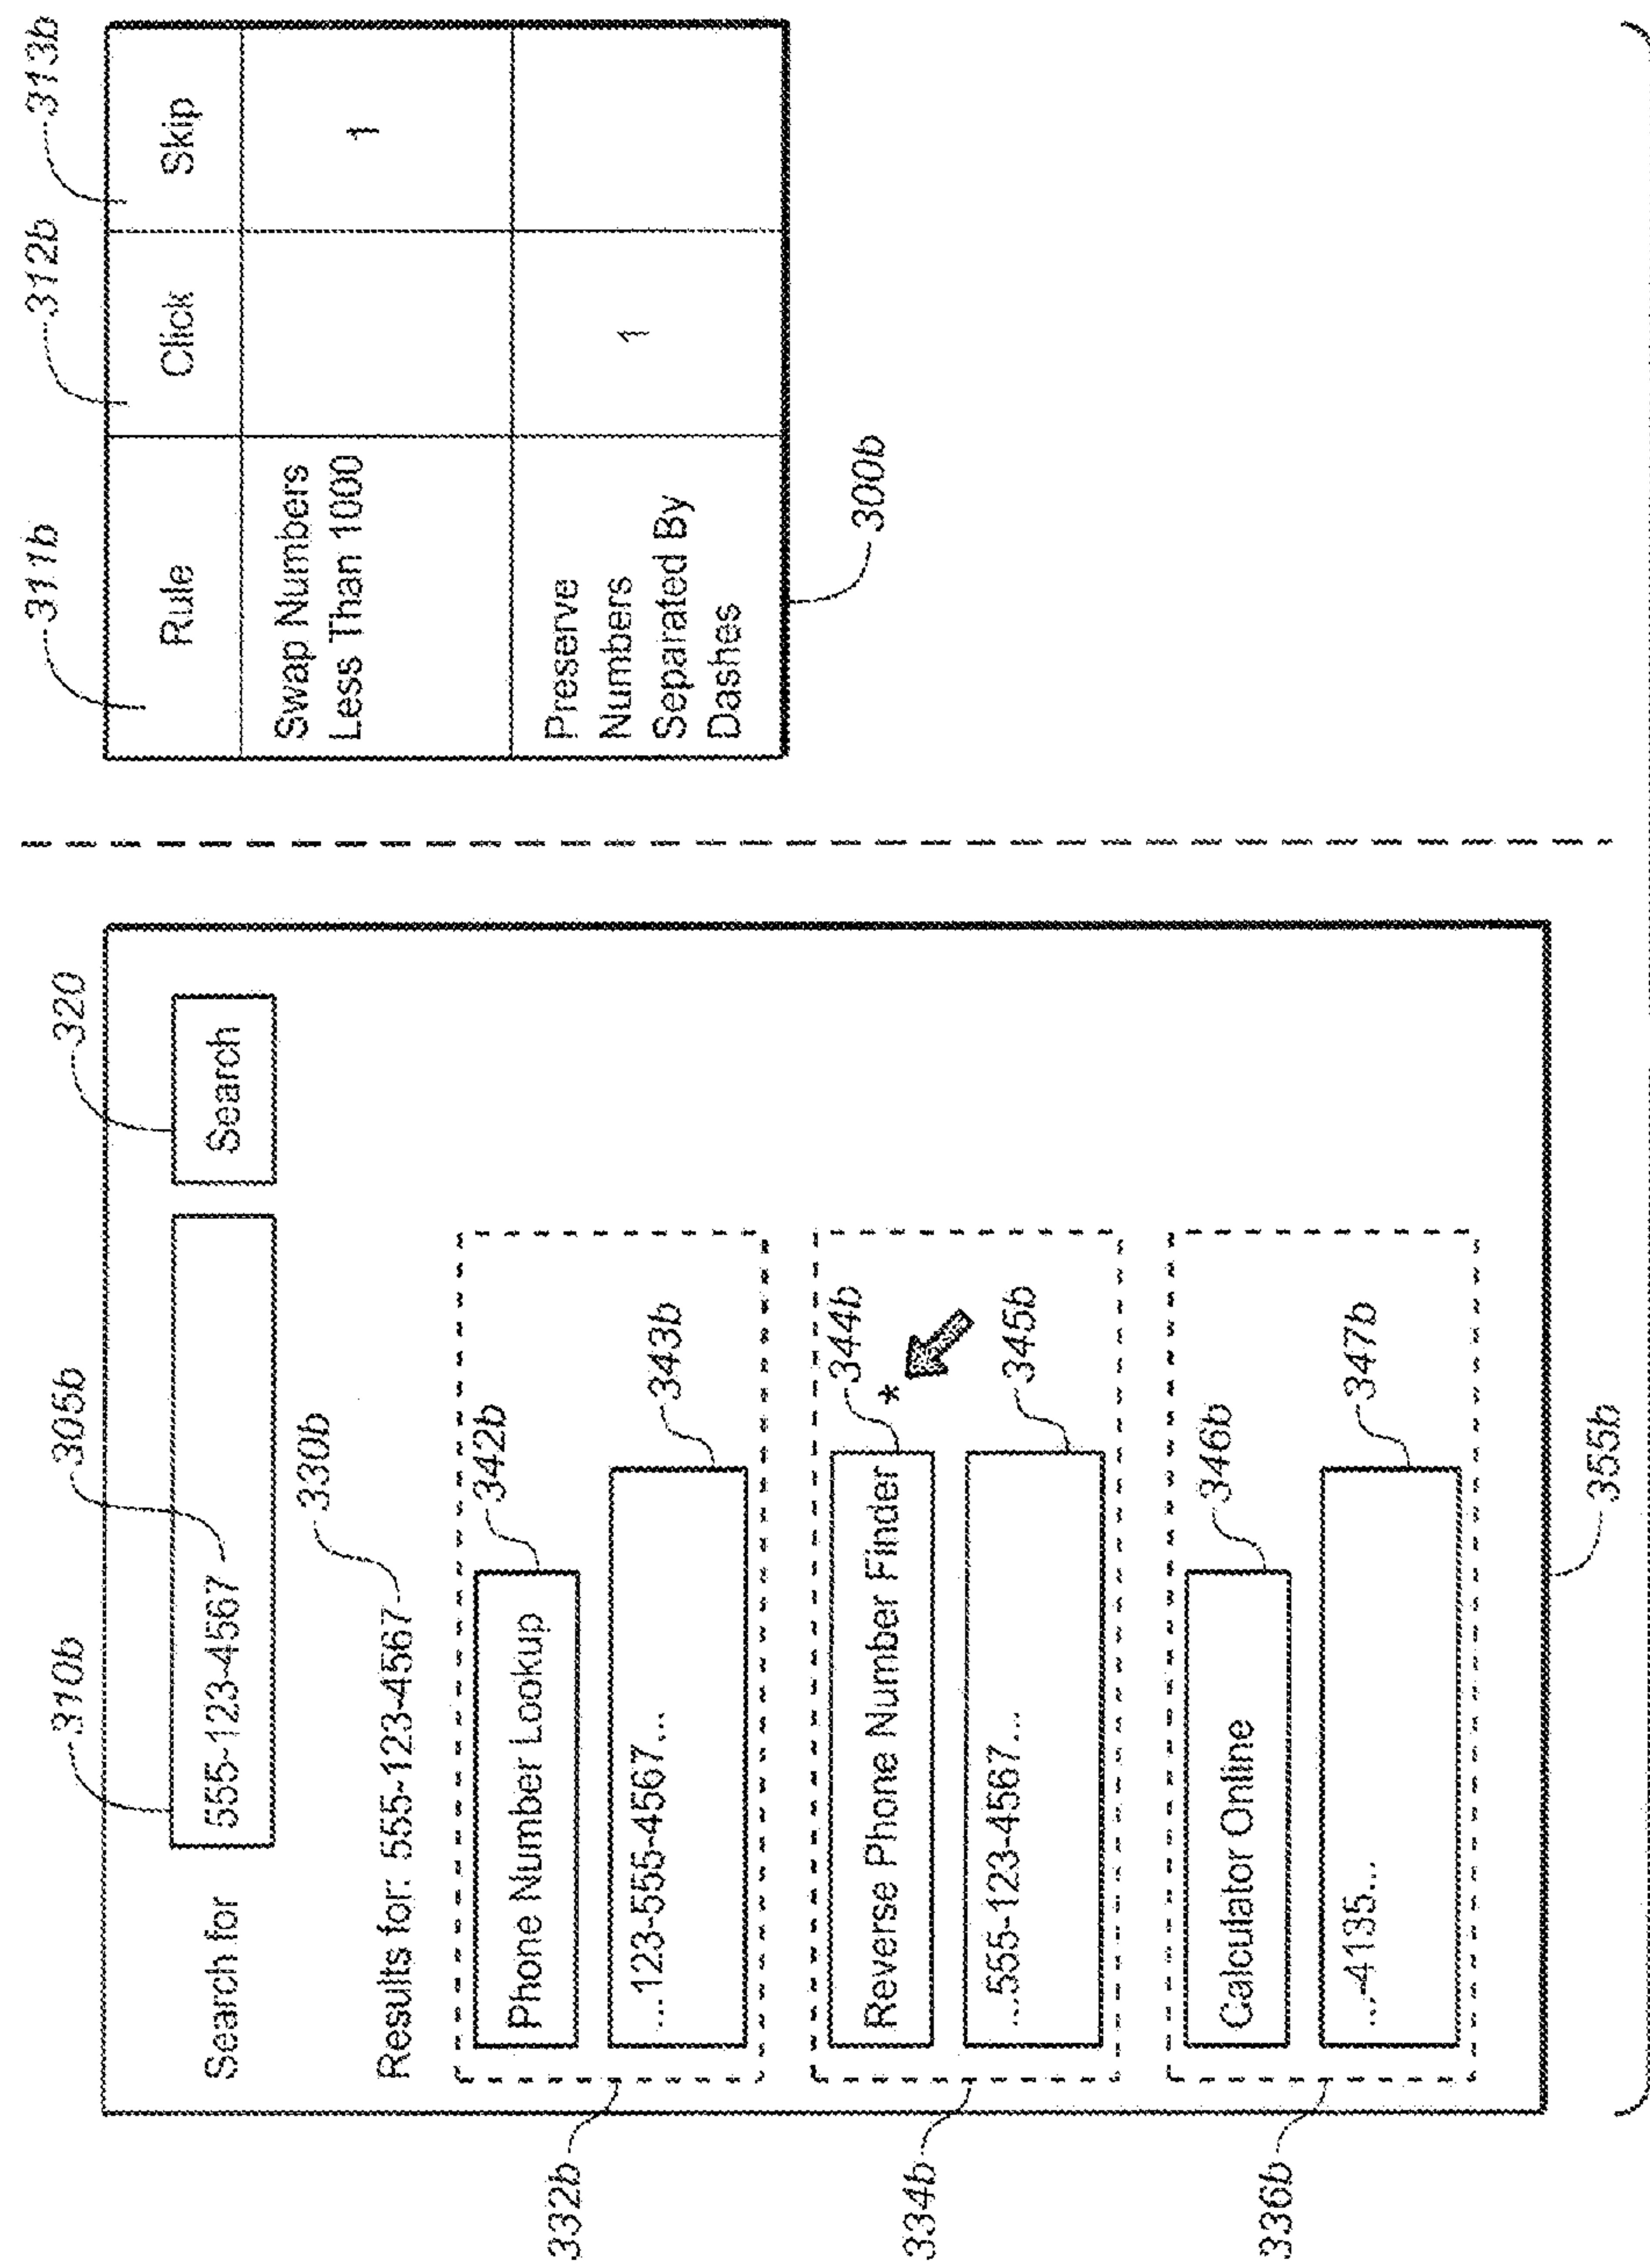 310b
305b
320
Search for
555-123-4567
Search
330b
Results for: 555-123-4567
342b
Phone Number Lookup
343b
...123-555-4567...
332b
344b
Reverse Phone Number Finder
*
345b
...555-123-4567...
334b
346b
Calculator Online
347b
...-4135...
336b
355b
311b
312b
313b
Rule
Click
Skip
Swap Numbers
Less Than 1000
1
Preserve
Numbers
Separated By
Dashes
1
300b